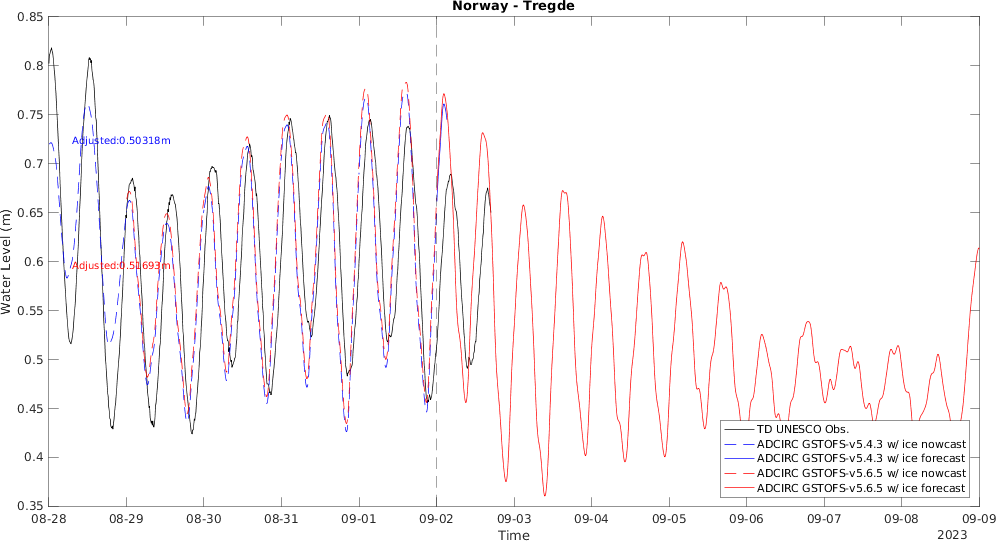 Norway - Tregde
0.85
0.8
0.75
0.7
0.65
0.6
0.55
0.5
0.45
0.4
0.35
Water Level (m)
Adjusted:0.50318m
Adjusted:0.51693m
TD UNESCO Obs.
ADCIRC GSTOFS-v5.4.3 w/ ice nowcast
ADCIRC GSTOFS-v5.4.3 w/ ice forecast
ADCIRC GSTOFS-v5.6.5 w/ ice nowcast
ADCIRC GSTOFS-v5.6.5 w/ ice forecast
08-28 08-29 08-30 08-31 09-01 09-02 09-03 09-04 09-05 09-06 09-07 09-08 09-09
Time
2023